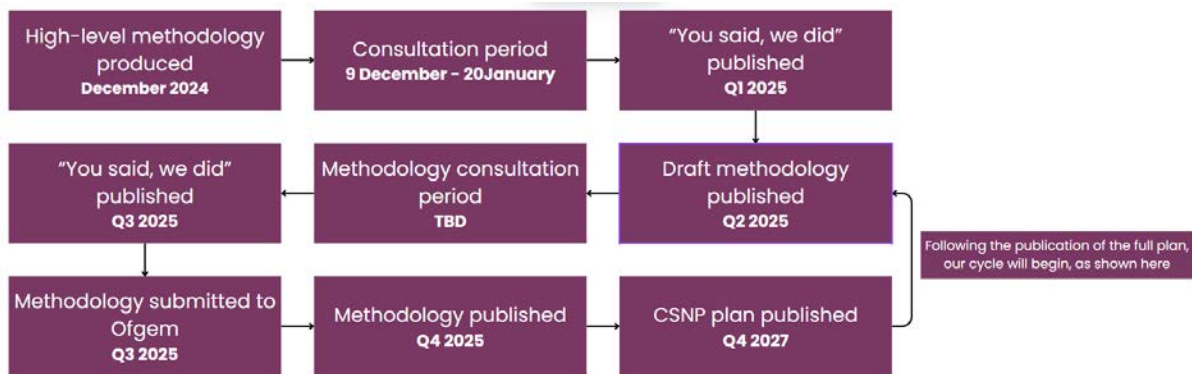 High-level methodology
produced
December 2024
Consultation period
9 December - 20January
“You said, we did”
published
Q1 2025
Draft methodology
published
Q2 2025
Methodology consultation
period
TBD
“You said, we did”
published
Q3 2025
Methodology submitted to
Ofgem
Q3 2025
Methodology published
Q4 2025
CSNP plan published
Q4 2027
Following the publication of the full plan,
our cycle will begin, as shown here